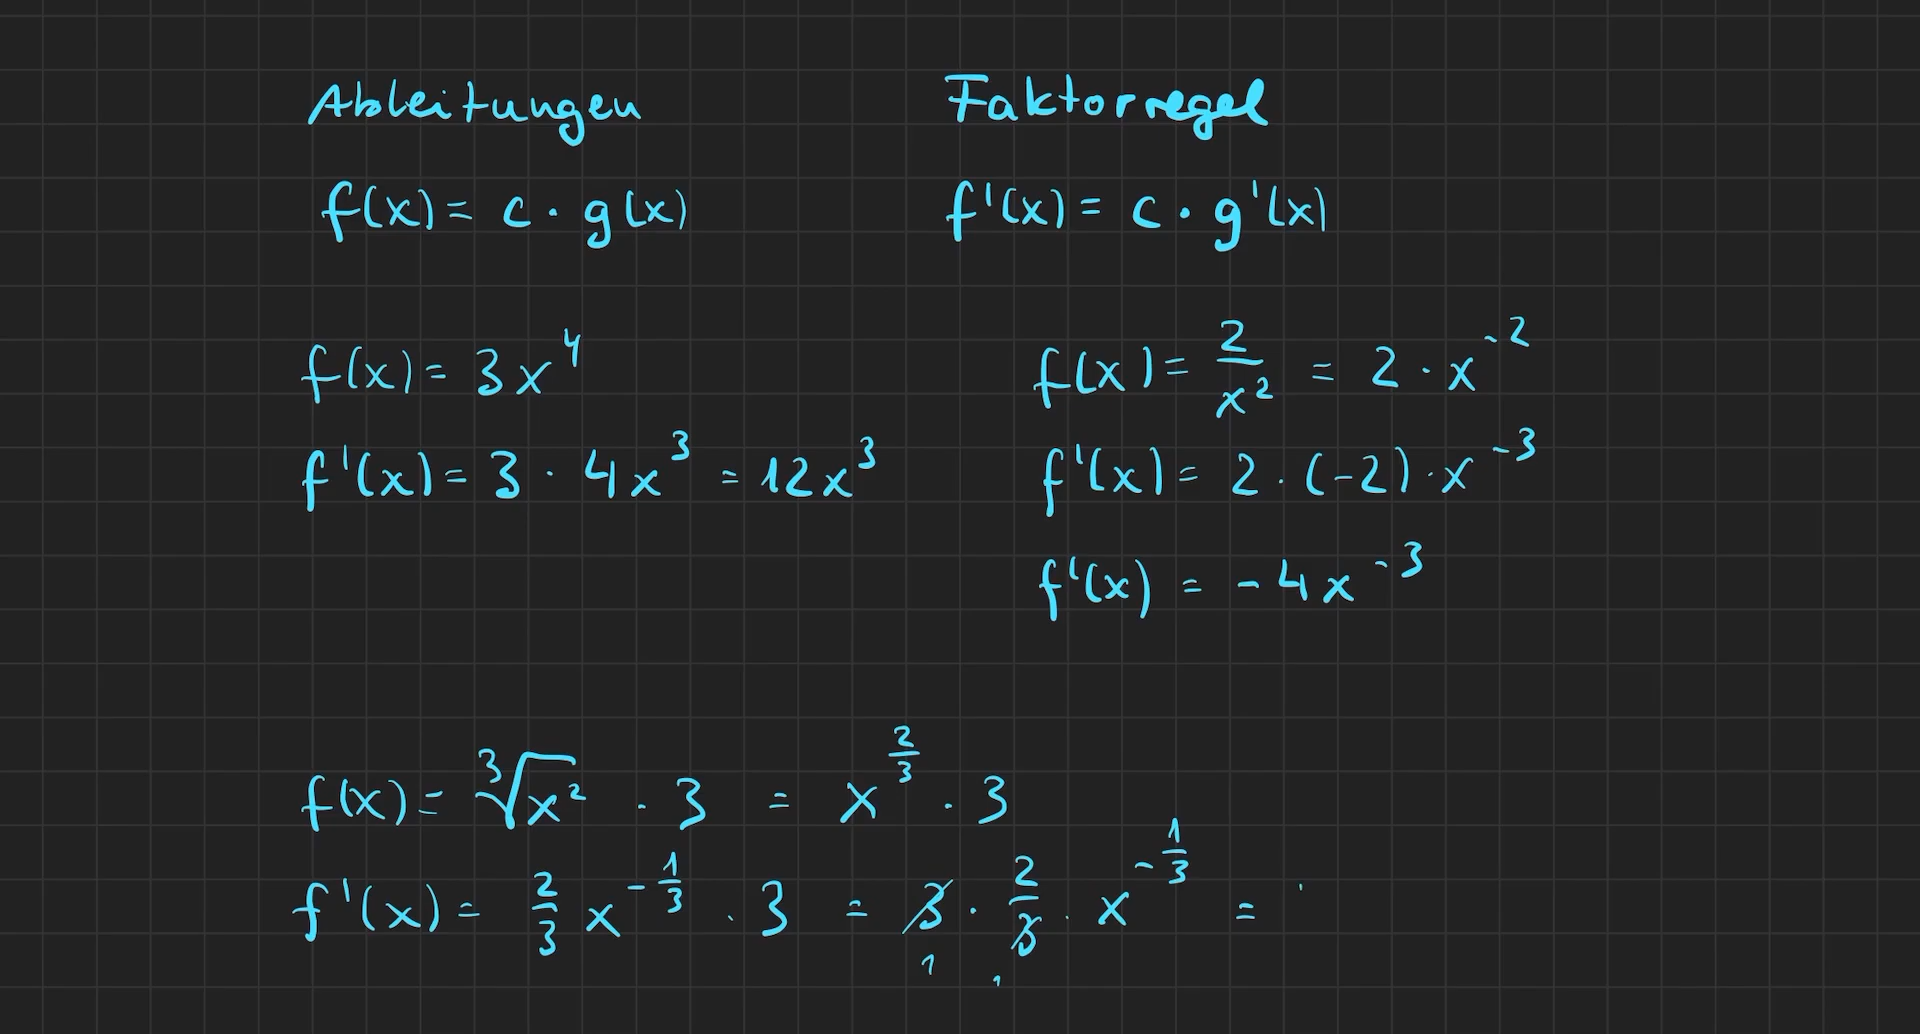 Ableitungen Faktorregel
f(x) = c · g(x) f'(x) = c · g'(x)
f(x) = 3x⁴ f(x) = 2/x² = 2 · x⁻²
f'(x) = 3 · 4x³ = 12x³ f'(x) = 2 · (-2) · x⁻³
f'(x) = -4x⁻³
f(x) = ³√x² · 3 = x^(2/3) · 3
f'(x) = 2/3 x^(-1/3) · 3 = 3 · 2/3 · x^(-1/3) =
1 1